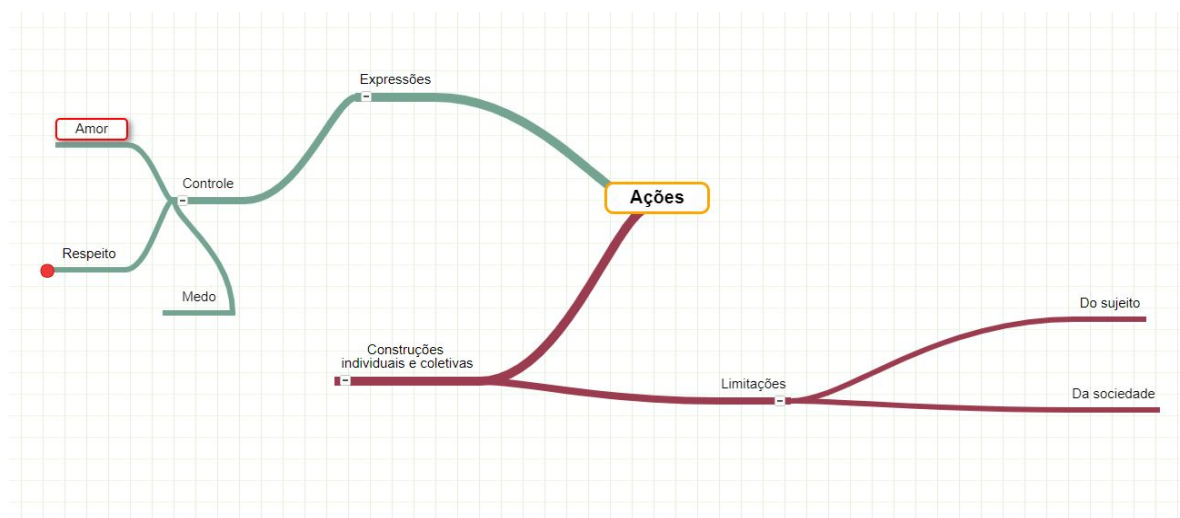 Expressões
Amor
Controle
Ações
Respeito
Medo
Do sujeito
Construções
individuais e coletivas
Limitações
Da sociedade